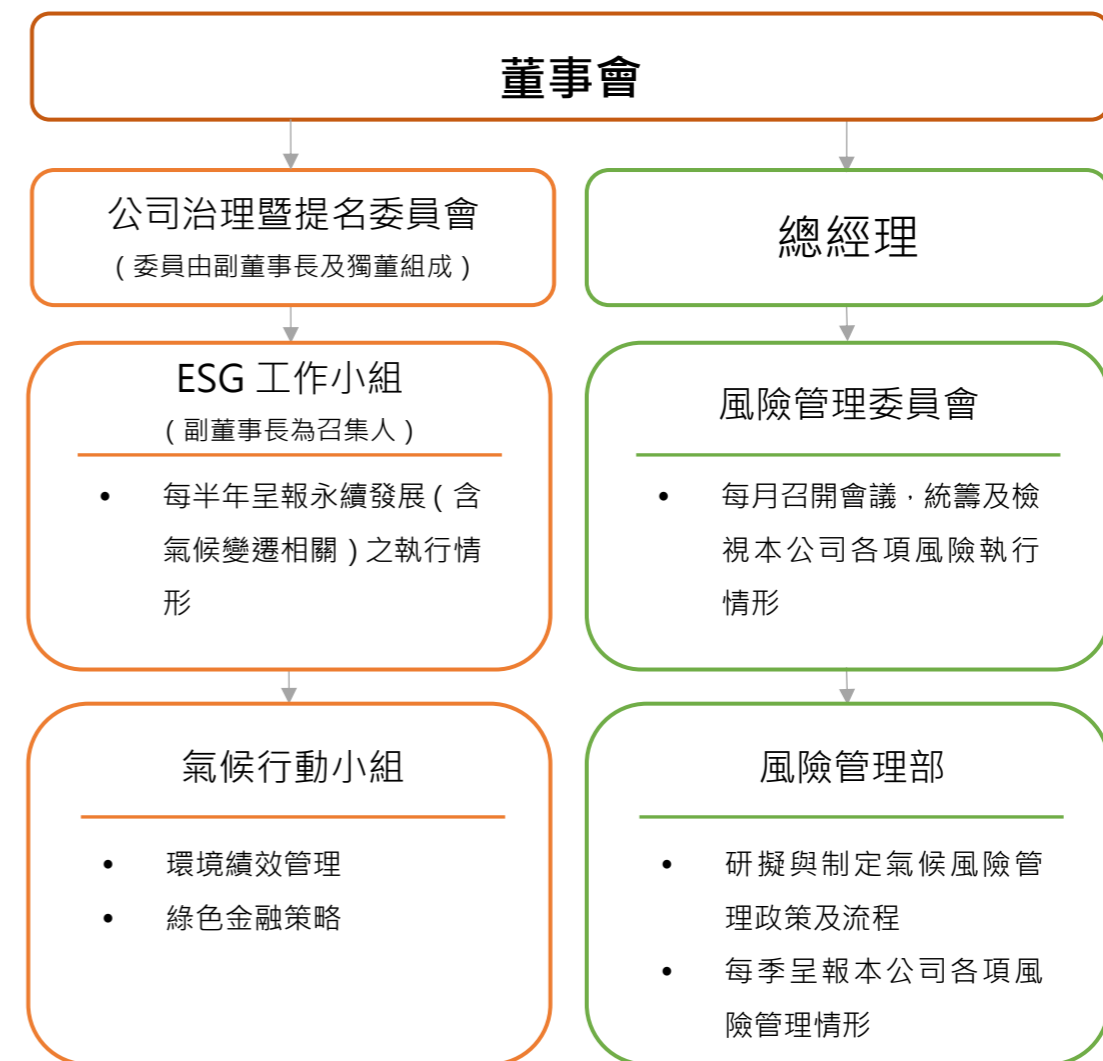 董事會
公司治理暨提名委員會
(委員由副董事長及獨董組成)
總經理
ESG 工作小組
(副董事長為召集人)
• 每半年呈報永續發展(含
氣候變遷相關)之執行情
形
風險管理委員會
• 每月召開會議，統籌及檢
視本公司各項風險執行
情形
氣候行動小組
• 環境績效管理
• 綠色金融策略
風險管理部
• 研擬與制定氣候風險管
理政策及流程
• 每季呈報本公司各項風
險管理情形